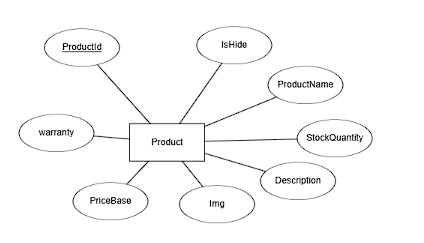 ProductId
IsHide
ProductName
warranty
Product
StockQuantity
Description
PriceBase
Img